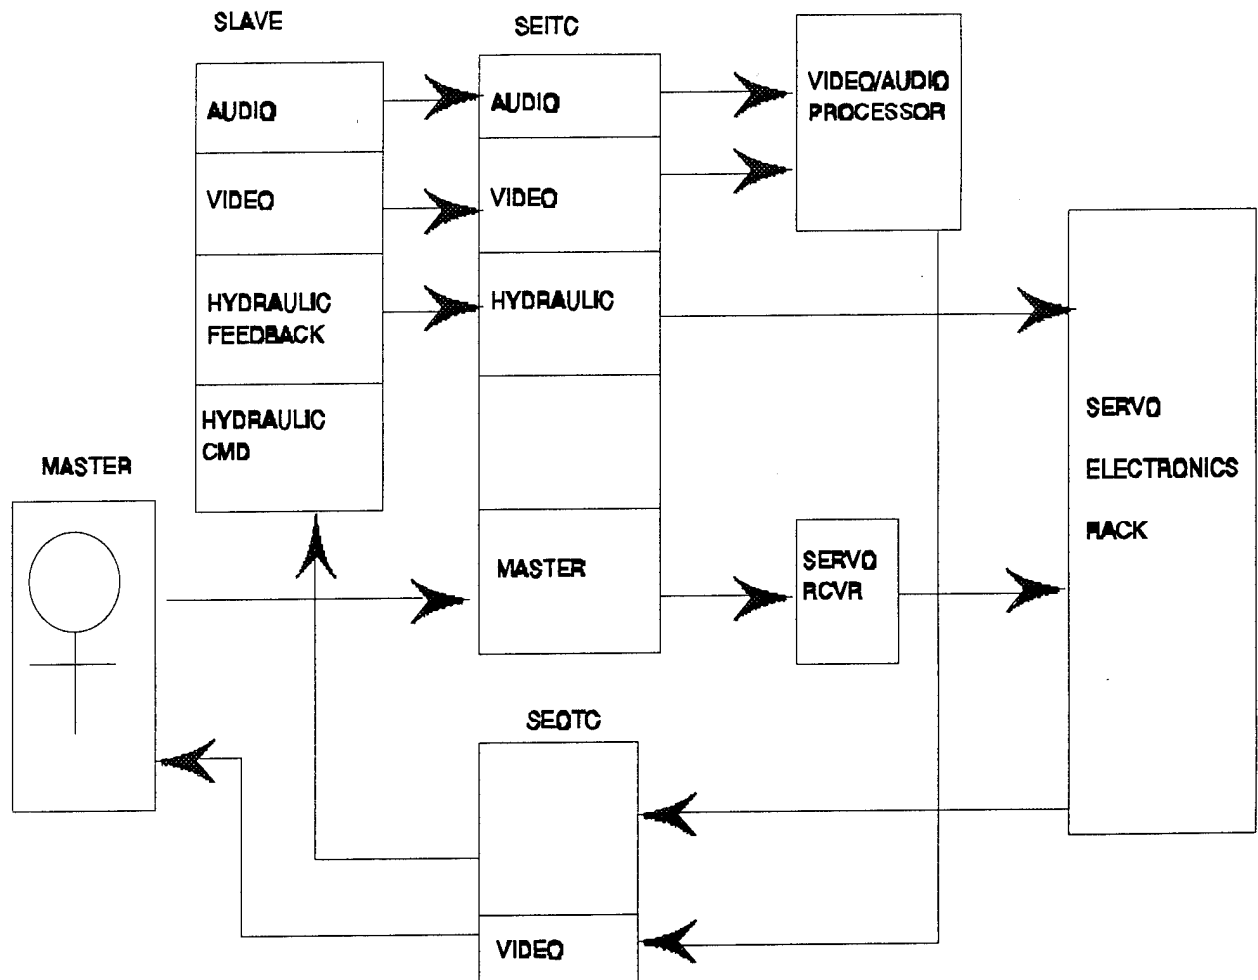 SLAVE
SEITC
AUDIO
VIDEO
HYDRAULIC
FEEDBACK
HYDRAULIC
CMD
AUDIO
VIDEO
HYDRAULIC
MASTER
VIDEO/AUDIO
PROCESSOR
SERVO
ELECTRONICS
RACK
MASTER
SERVO
RCVR
SEOTC
VIDEO